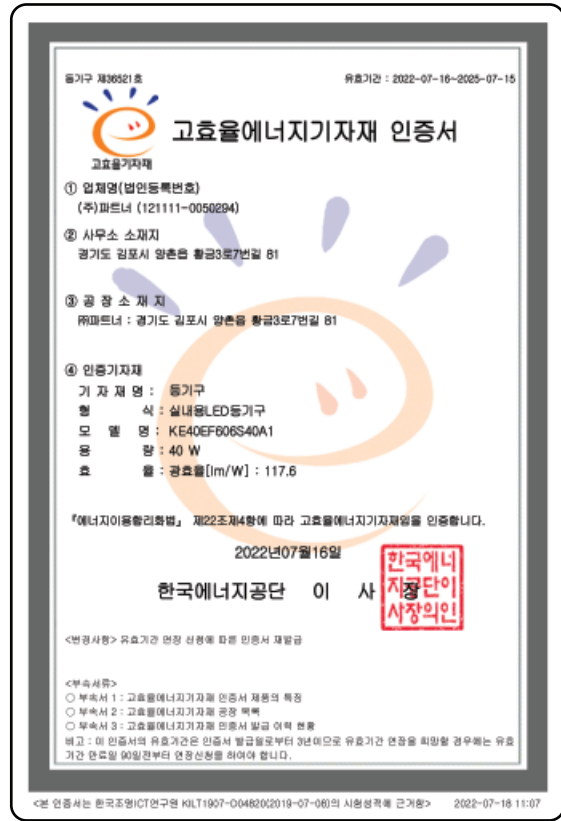 등기구 제36521호
유효기간 : 2022-07-16~2025-07-15
고효율기자재
고효율에너지기자재 인증서
① 업체명(법인등록번호)
(주)파트너 (121111-0050294)
② 사무소 소재지
경기도 김포시 양촌읍 황금3로7번길 81
③ 공 장 소 재 지
㈜파트너 : 경기도 김포시 양촌읍 황금3로7번길 81
④ 인증기자재
기 자 재 명 : 등기구
형 식 : 실내용LED등기구
모 델 명 : KE40EF606S40A1
용 량 : 40 W
효 율 : 광효율[lm/W] : 117.6
『에너지이용합리화법』 제22조제4항에 따라 고효율에너지기자재임을 인증합니다.
2022년07월16일
한국에너지공단 이 사 장
한국에너
지공단이
사장의인
<변경사항> 유효기간 연장 신청에 따른 인증서 재발급
<부속서류>
○ 부속서 1 : 고효율에너지기자재 인증서 제품의 특징
○ 부속서 2 : 고효율에너지기자재 공장 목록
○ 부속서 3 : 고효율에너지기자재 인증서 발급 이력 현황
비고 : 이 인증서의 유효기간은 인증서 발급일로부터 3년이므로 유효기간 연장을 희망할 경우에는 유효
기간 만료일 90일전부터 연장신청을 하여야 합니다.
<본 인증서는 한국조명ICT연구원 KILT1907-O04820(2019-07-08)의 시험성적에 근거함>
2022-07-18 11:07